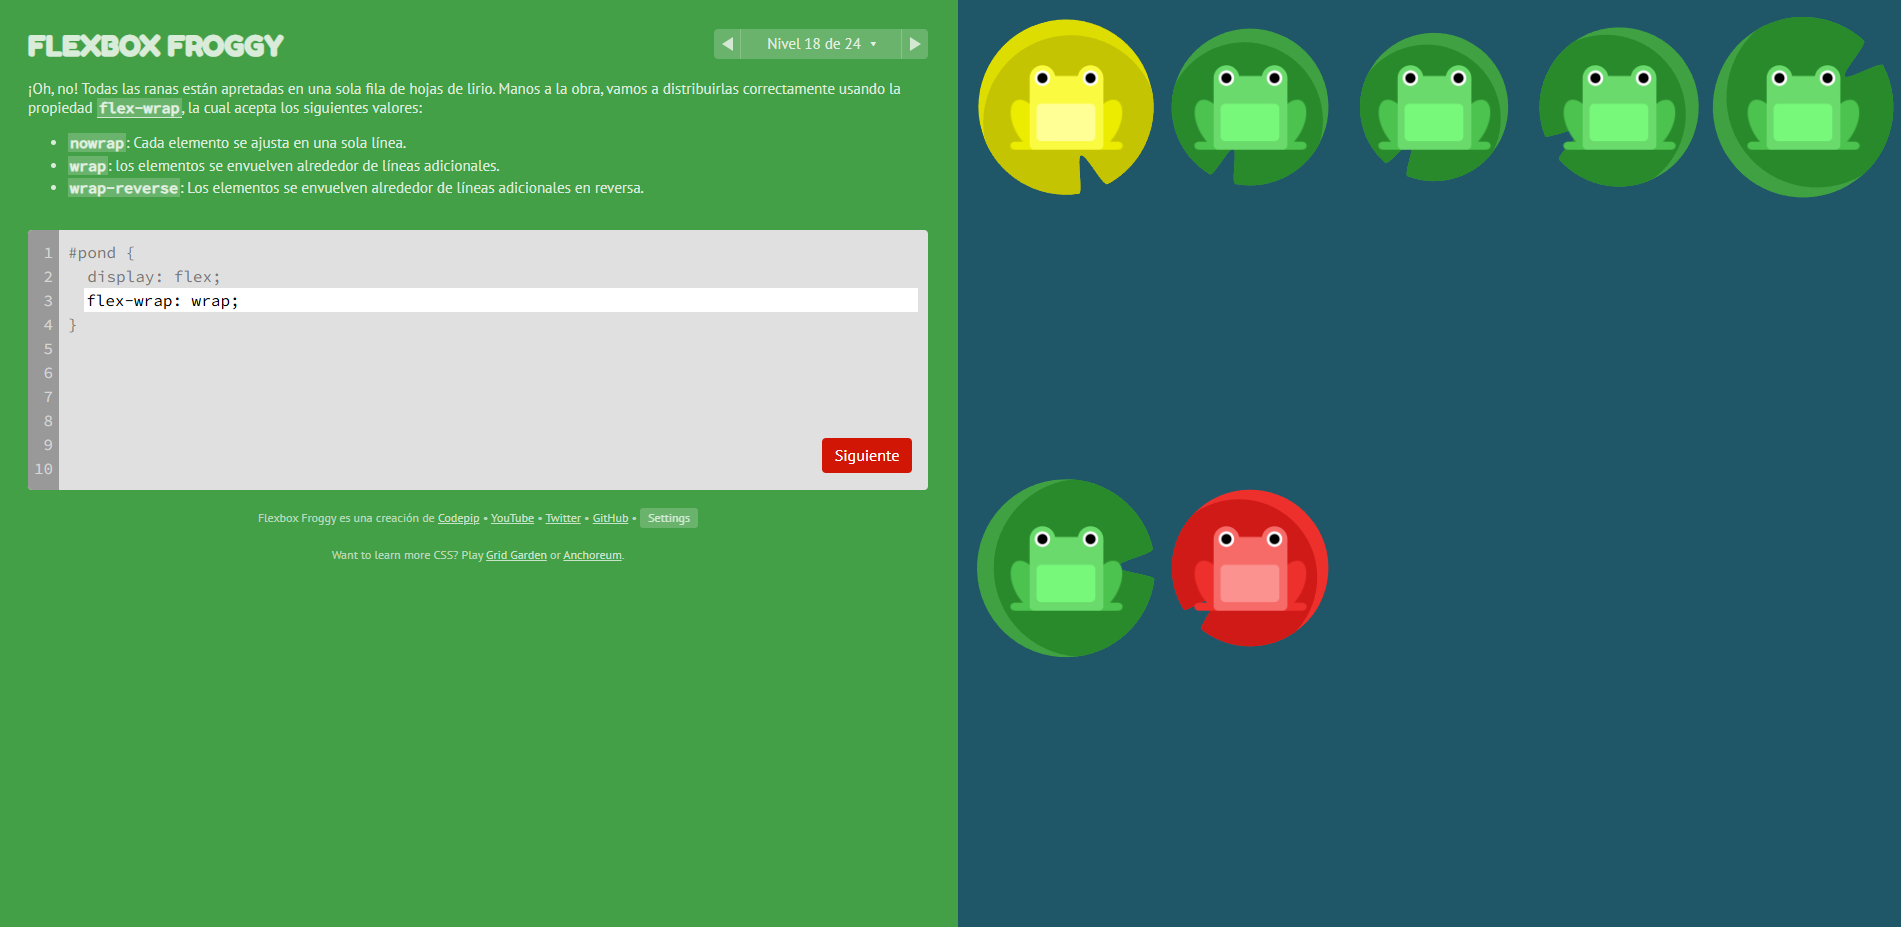 FLEXBOX FROGGY
Nivel 18 de 24
¡Oh, no! Todas las ranas están apretadas en una sola fila de hojas de lirio. Manos a la obra, vamos a distribuirlas correctamente usando la
propiedad flex-wrap, la cual acepta los siguientes valores:
• nowrap: Cada elemento se ajusta en una sola línea.
• wrap: los elementos se envuelven alrededor de líneas adicionales.
• wrap-reverse: Los elementos se envuelven alrededor de líneas adicionales en reversa.
1 #pond {
2 display: flex;
3 flex-wrap: wrap;
4 }
5
6
7
8
9
10
Siguiente
Flexbox Froggy es una creación de Codepip • YouTube • Twitter • GitHub • Settings
Want to learn more CSS? Play Grid Garden or Anchoreum.